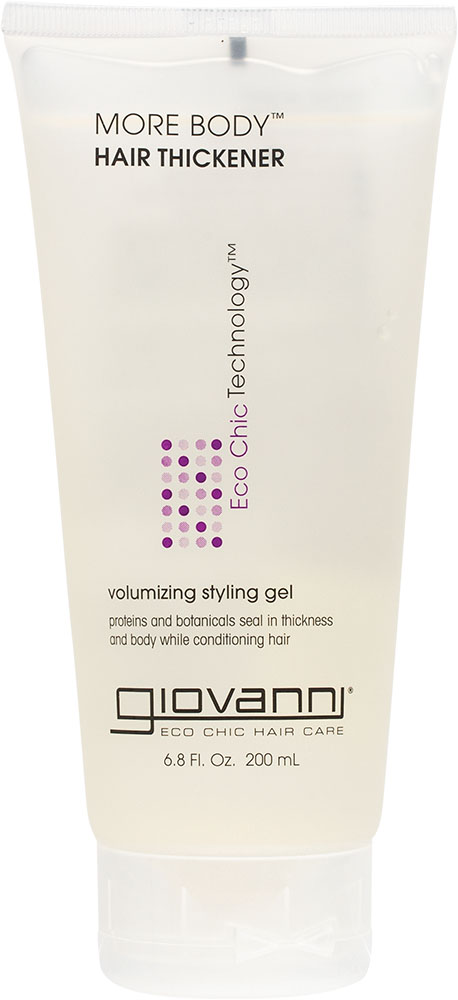 MORE BODY™
HAIR THICKENER
Eco Chic Technology™
volumizing styling gel
proteins and botanicals seal in thickness
and body while conditioning hair
giovanni®
ECO CHIC HAIR CARE
6.8 Fl. Oz. 200 mL